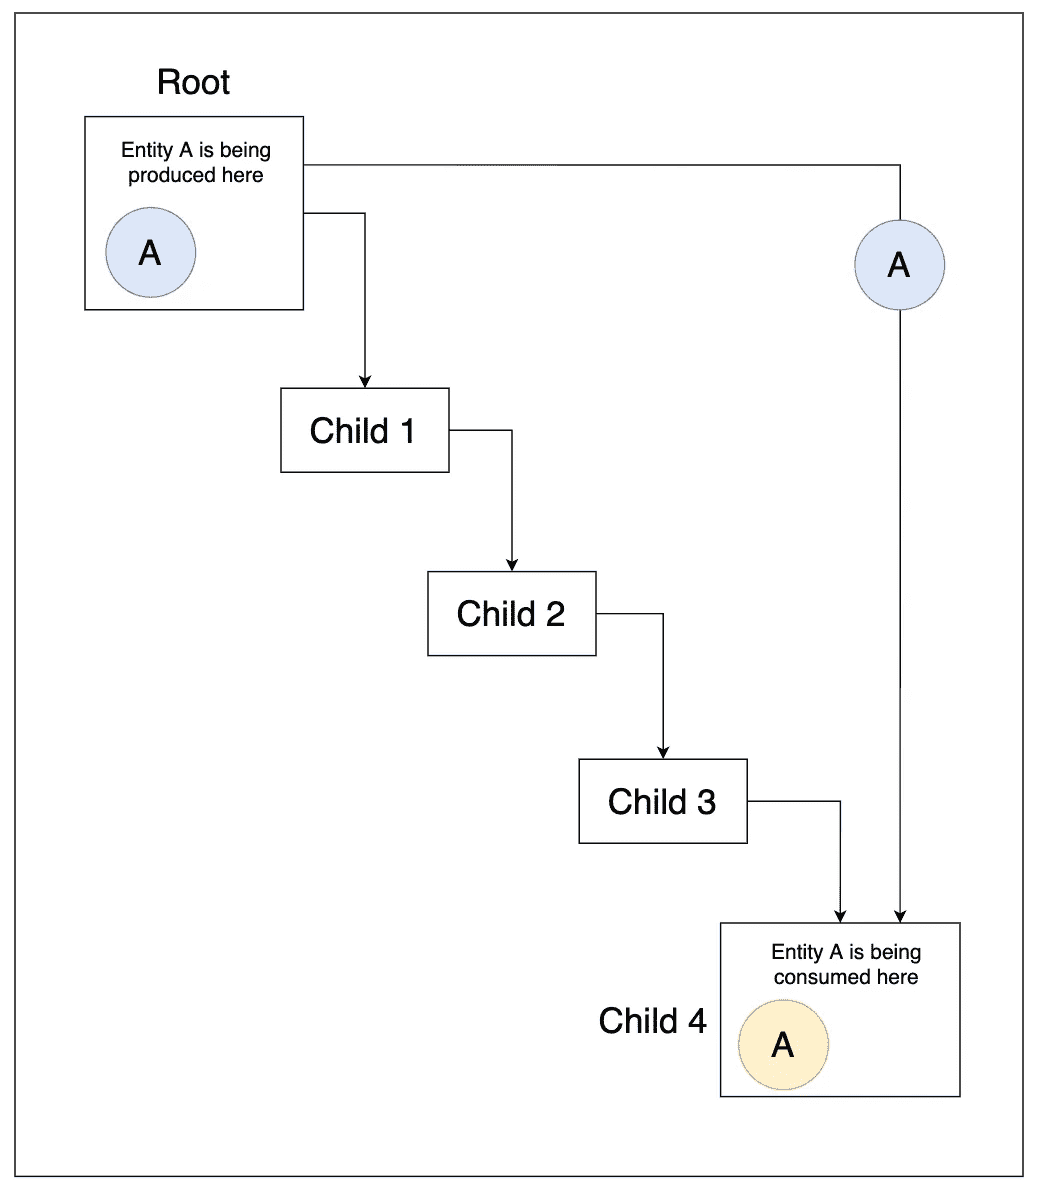 Root
Entity A is being
produced here
A
A
Child 1
Child 2
Child 3
Entity A is being
consumed here
Child 4
A